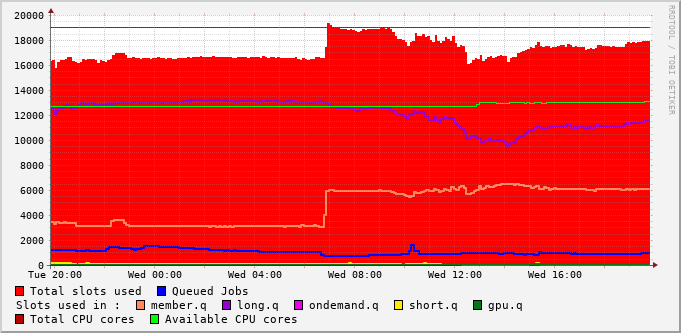 20000
18000
16000
14000
12000
10000
8000
6000
4000
2000
0
Tue 20:00 Wed 00:00 Wed 04:00 Wed 08:00 Wed 12:00 Wed 16:00
RRDTOOL / TOBI OETIKER
Total slots used Queued Jobs
Slots used in : member.q long.q ondemand.q short.q gpu.q
Total CPU cores Available CPU cores